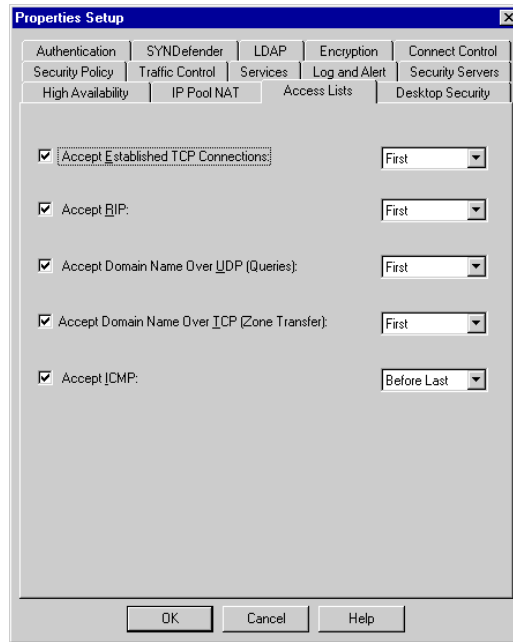 Properties Setup
Authentication SYNDefender LDAP Encryption Connect Control
Security Policy Traffic Control Services Log and Alert Security Servers
High Availability IP Pool NAT Access Lists Desktop Security
Accept Established TCP Connections: First
Accept RIP: First
Accept Domain Name Over UDP (Queries): First
Accept Domain Name Over TCP (Zone Transfer): First
Accept ICMP: Before Last
OK Cancel Help